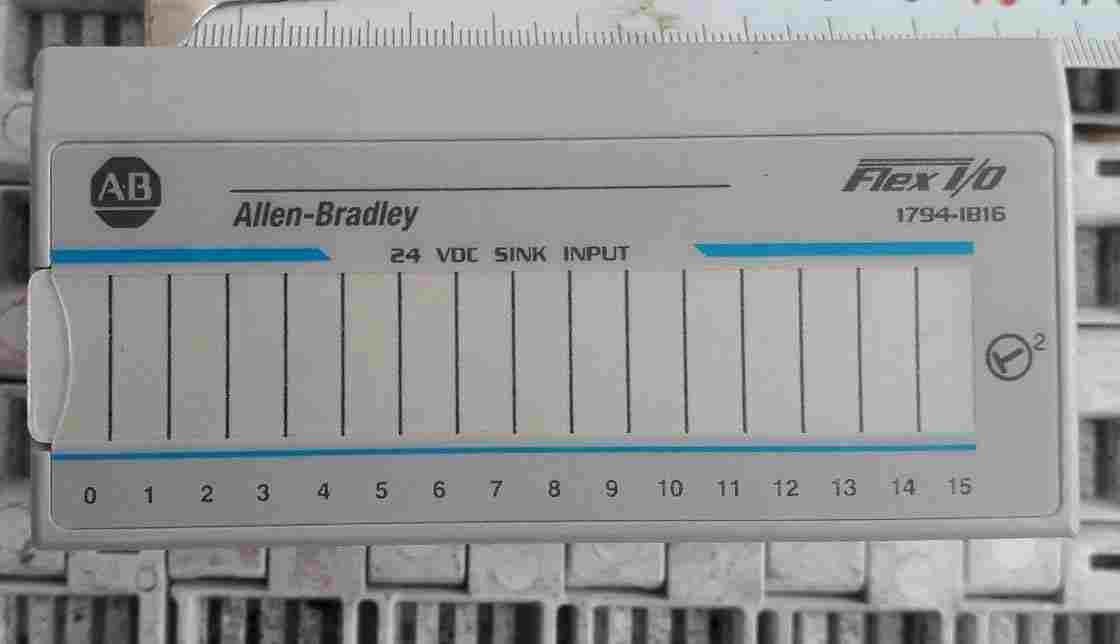 A·B
Allen-Bradley
Flex I/O
1794-IB16
24 VDC SINK INPUT
2
0 1 2 3 4 5 6 7 8 9 10 11 12 13 14 15